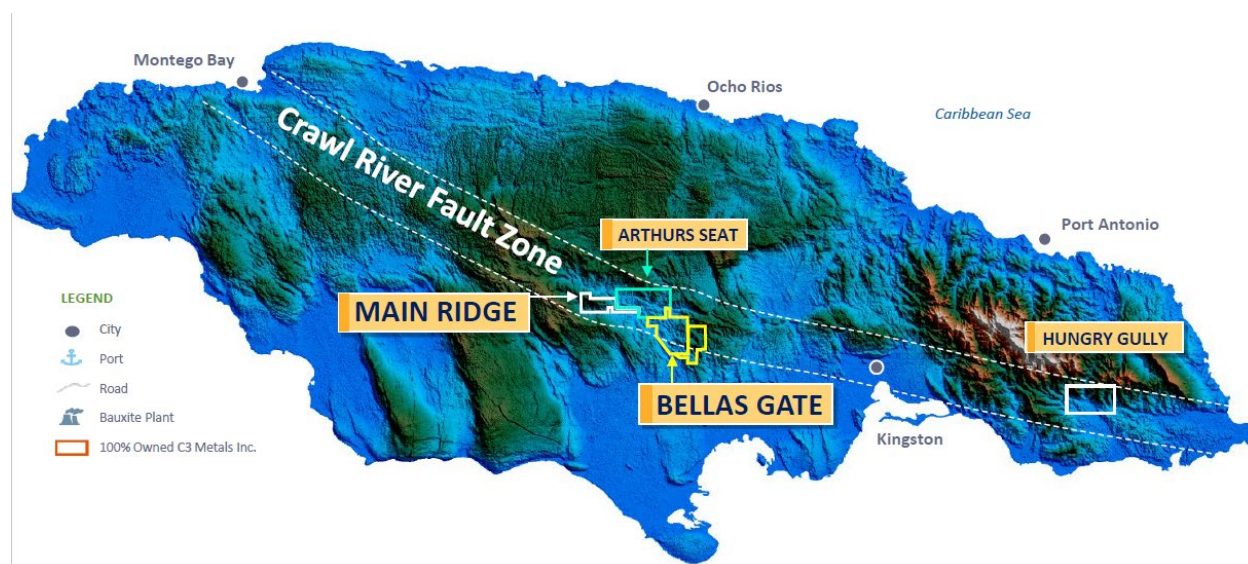 Montego Bay
Ocho Rios
Caribbean Sea
Crawl River Fault Zone
ARTHURS SEAT
Port Antonio
LEGEND
City
Port
Road
Bauxite Plant
100% Owned C3 Metals Inc.
MAIN RIDGE
HUNGRY GULLY
BELLAS GATE
Kingston